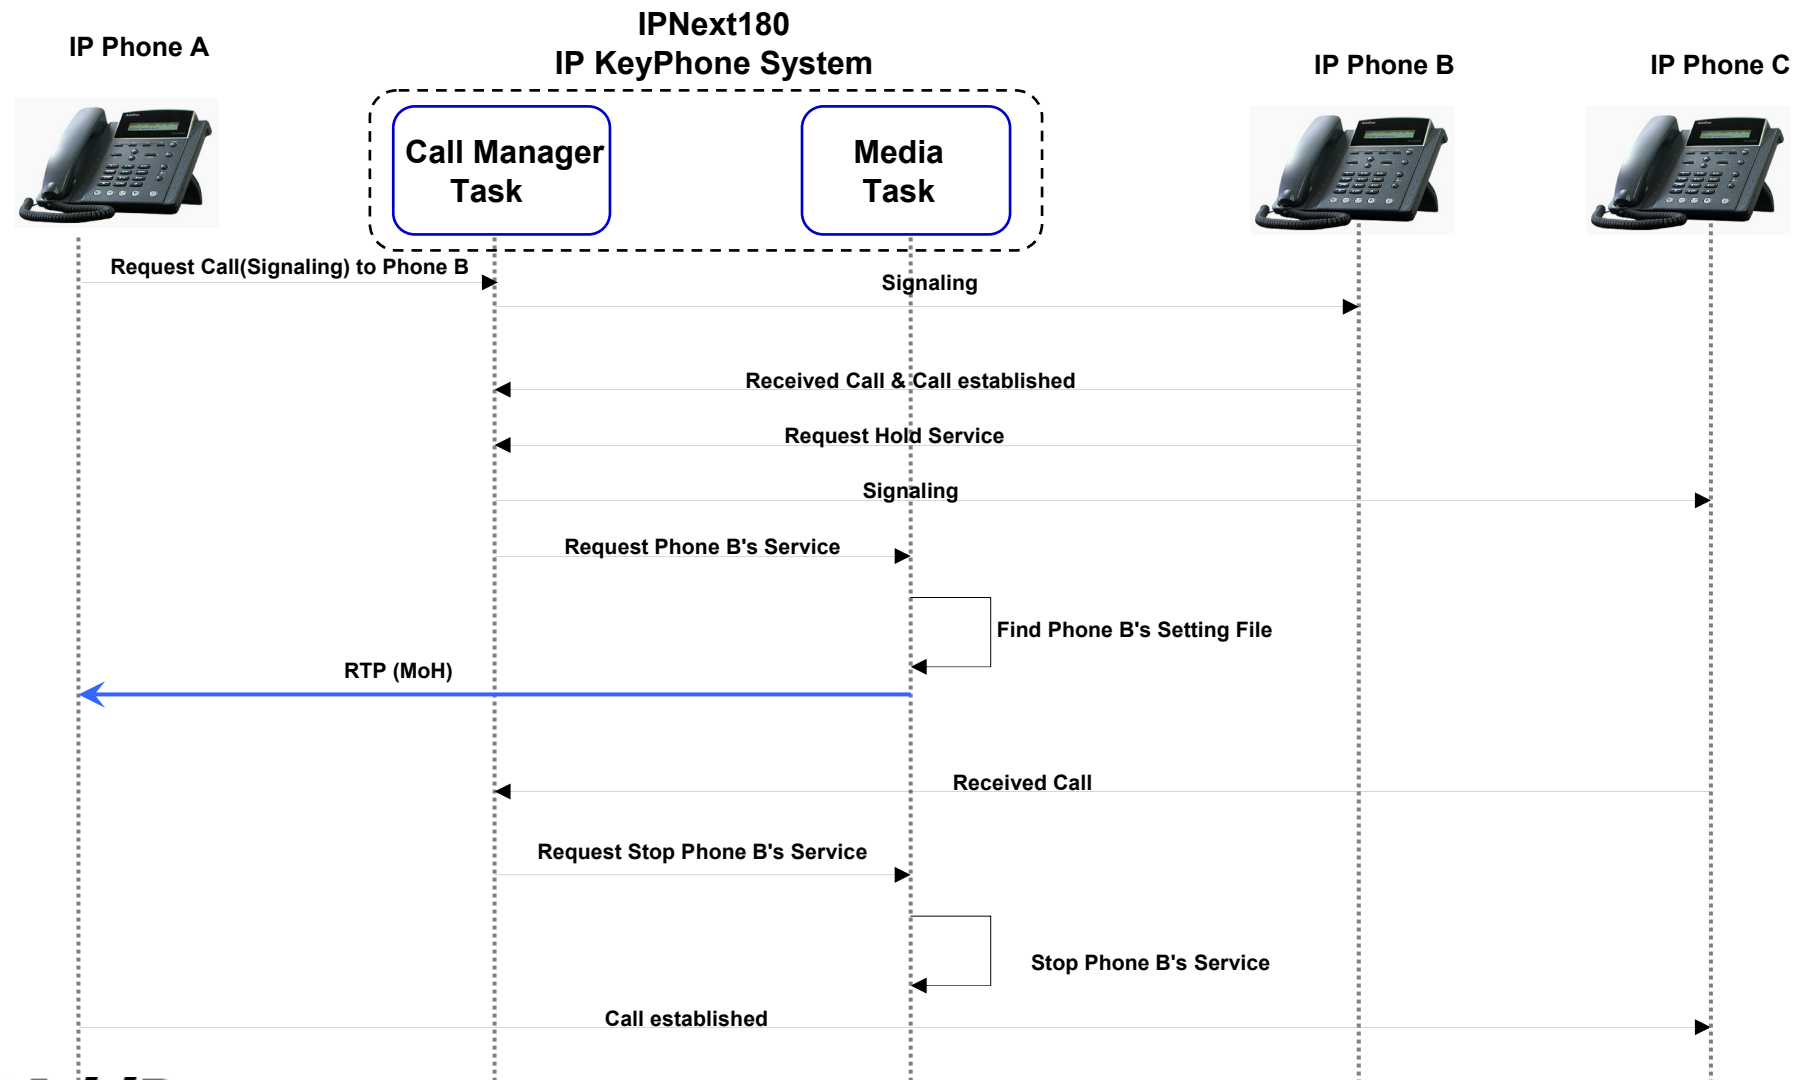 IPNext180
IP KeyPhone System
IP Phone A
IP Phone B
IP Phone C
Call Manager
Task
Media
Task
Request Call(Signaling) to Phone B
Signaling
Received Call & Call established
Request Hold Service
Signaling
Request Phone B's Service
Find Phone B's Setting File
RTP (MoH)
Received Call
Request Stop Phone B's Service
Stop Phone B's Service
Call established